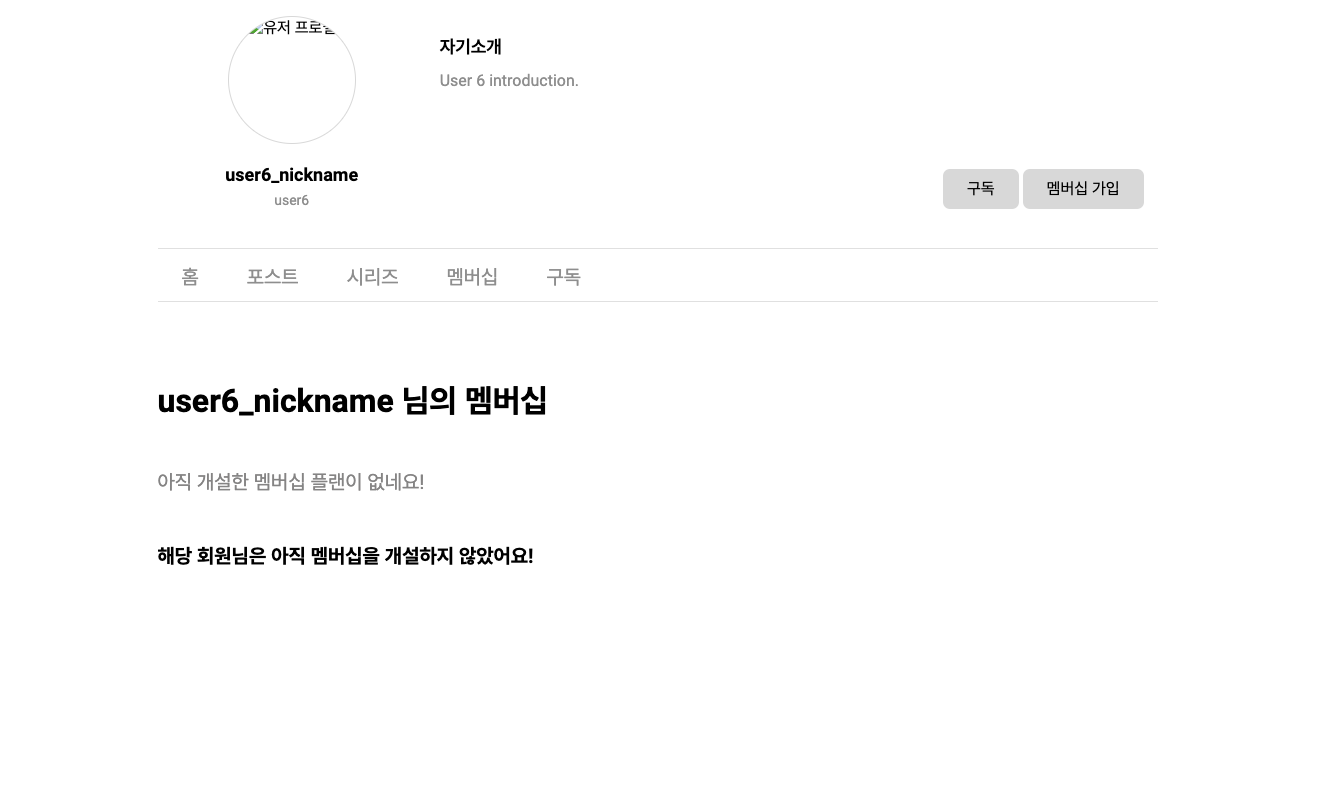 유저 프로필
자기소개
User 6 introduction.
user6_nickname
user6
구독
멤버십 가입
홈
포스트
시리즈
멤버십
구독
user6_nickname 님의 멤버십
아직 개설한 멤버십 플랜이 없네요!
해당 회원님은 아직 멤버십을 개설하지 않았어요!